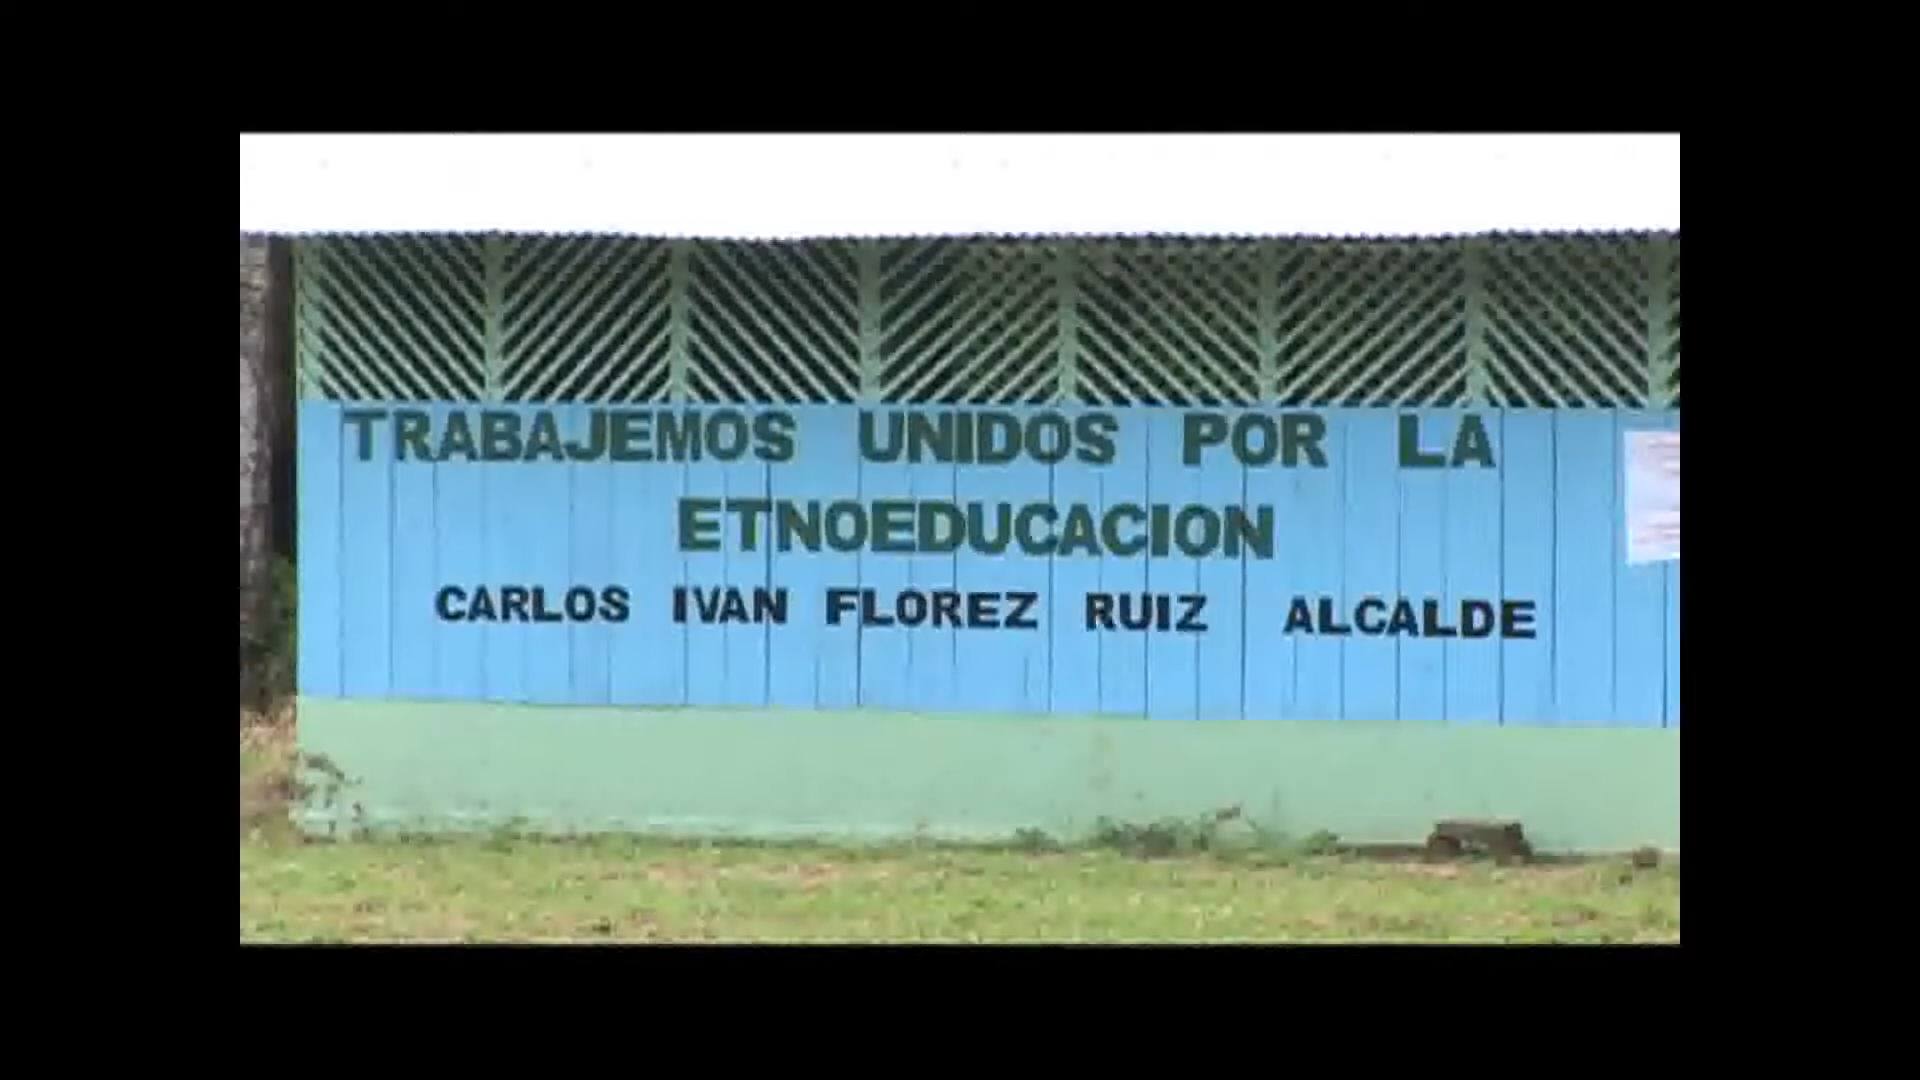 TRABAJEMOS UNIDOS POR LA
ETNOEDUCACION
CARLOS IVAN FLOREZ RUIZ ALCALDE